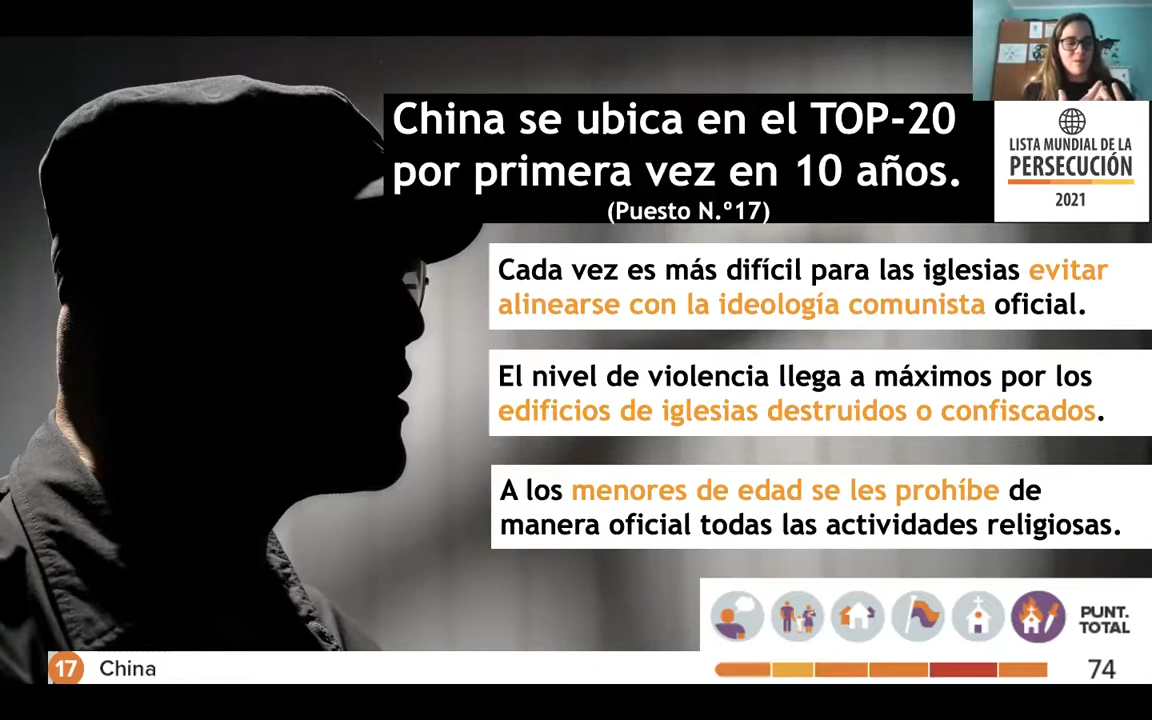 China se ubica en el TOP-20
por primera vez en 10 años.
(Puesto N.º17)
LISTA MUNDIAL DE LA
PERSECUCIÓN
2021
Cada vez es más difícil para las iglesias evitar
alinearse con la ideología comunista oficial.
El nivel de violencia llega a máximos por los
edificios de iglesias destruidos o confiscados.
A los menores de edad se les prohíbe de
manera oficial todas las actividades religiosas.
PUNT.
TOTAL
17 China
74